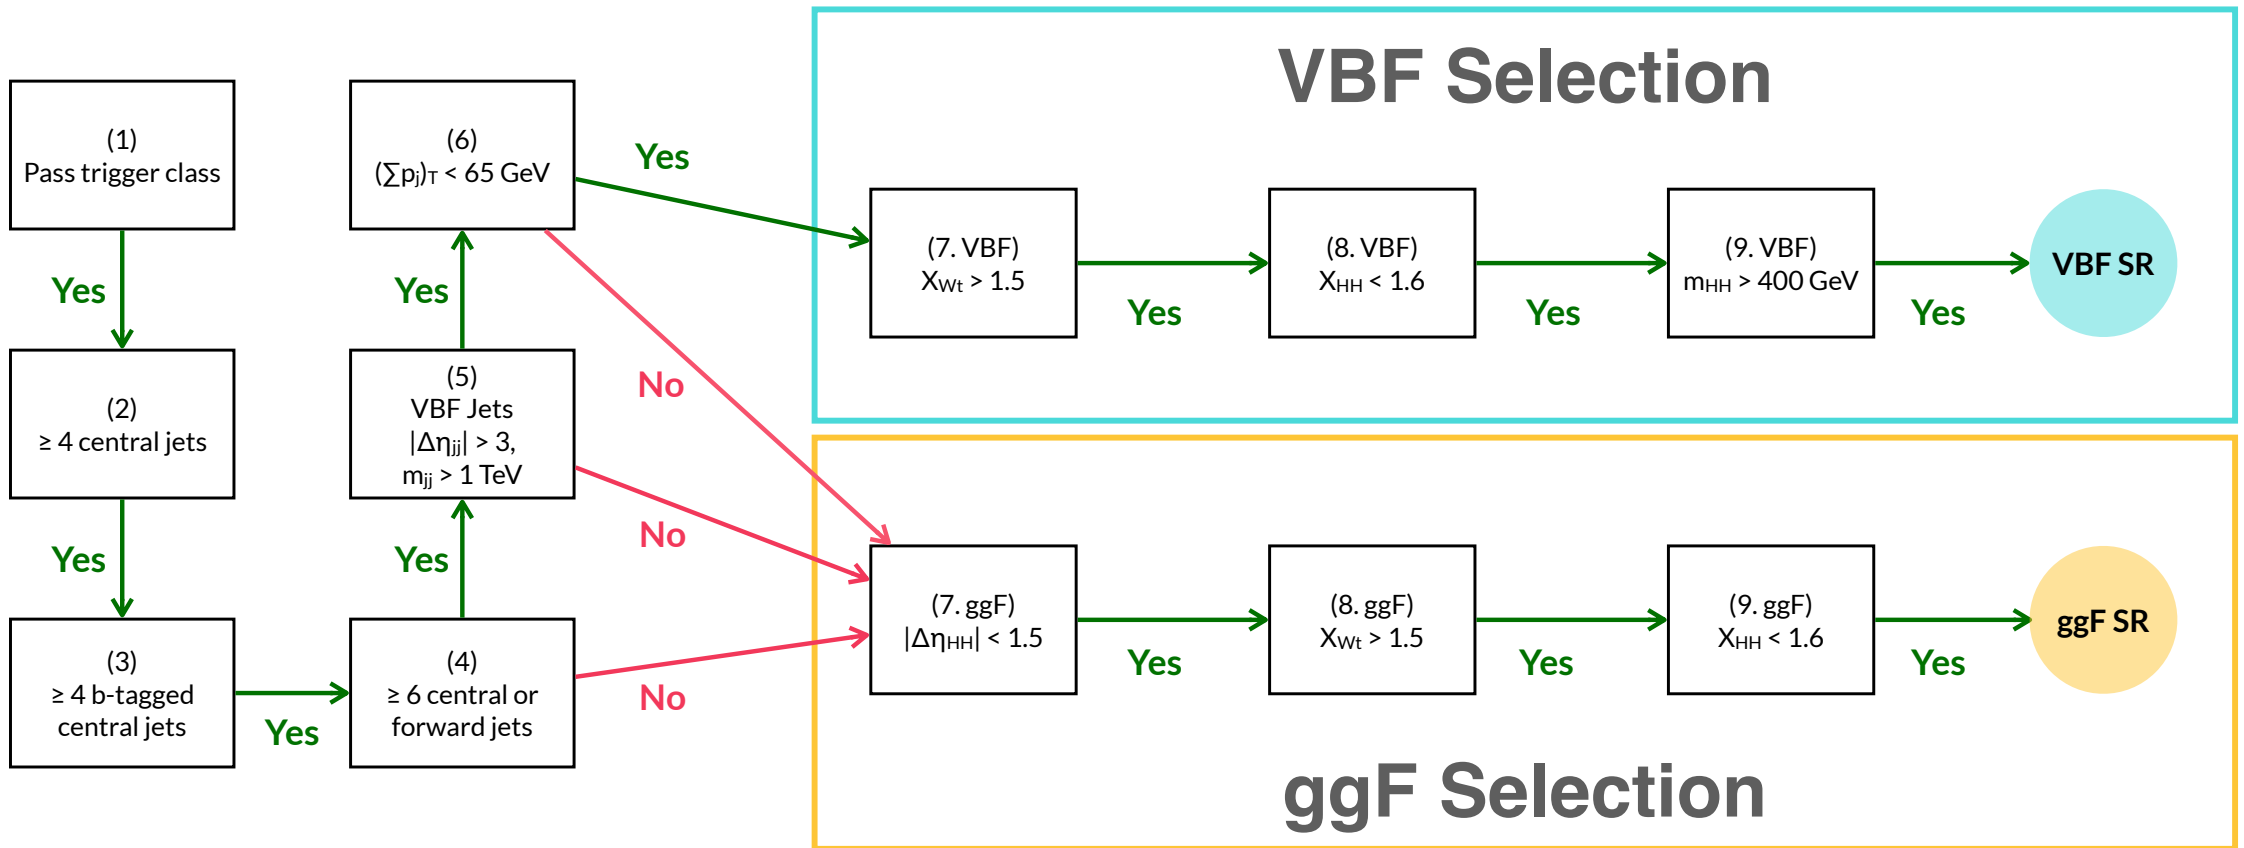 VBF Selection
(1)
Pass trigger class
Yes
(2)
≥ 4 central jets
Yes
(3)
≥ 4 b-tagged
central jets
Yes
(4)
≥ 6 central or
forward jets
Yes
(5)
VBF Jets
|Δηjj| > 3,
mjj > 1 TeV
Yes
(6)
(∑pj)T < 65 GeV
Yes
No
No
No
(7. VBF)
XWt > 1.5
Yes
(8. VBF)
XHH < 1.6
Yes
(9. VBF)
mHH > 400 GeV
Yes
VBF SR
(7. ggF)
|ΔηHH| < 1.5
Yes
(8. ggF)
XWt > 1.5
Yes
(9. ggF)
XHH < 1.6
Yes
ggF SR
ggF Selection